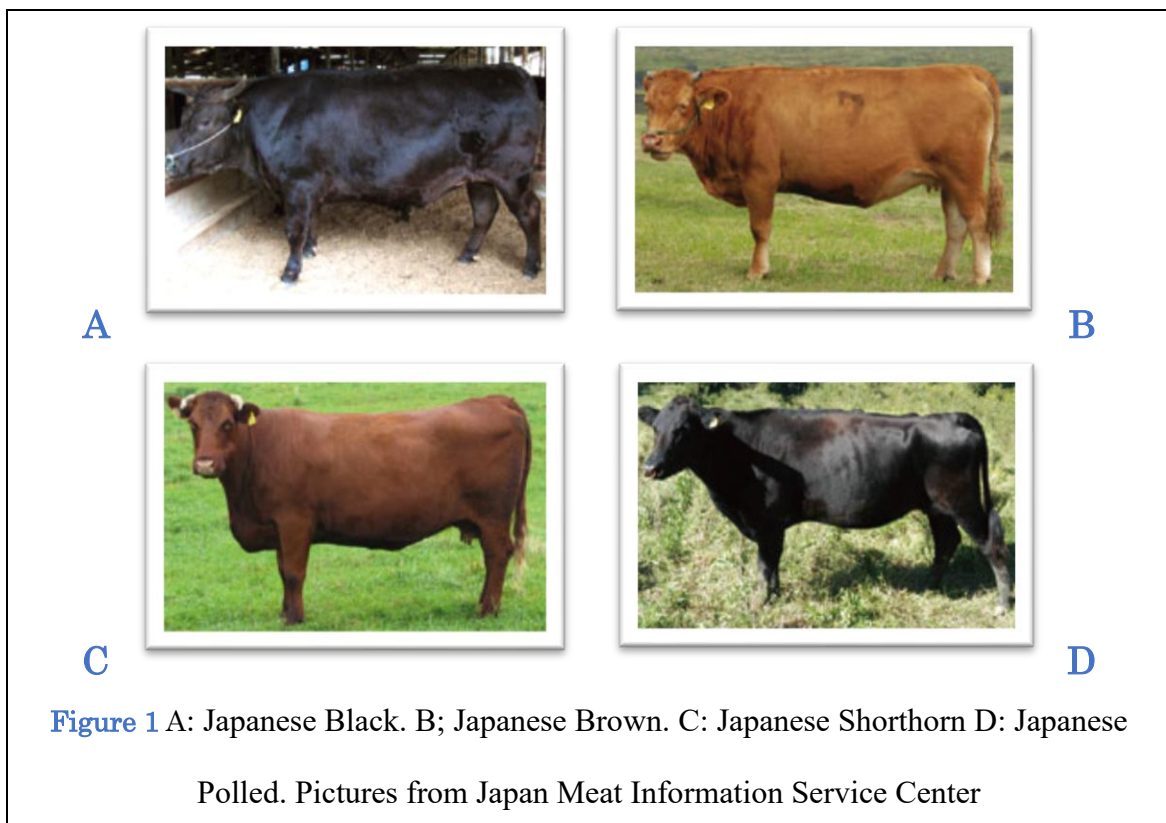 A
B
C
D
Figure 1 A: Japanese Black. B; Japanese Brown. C: Japanese Shorthorn D: Japanese
Polled. Pictures from Japan Meat Information Service Center